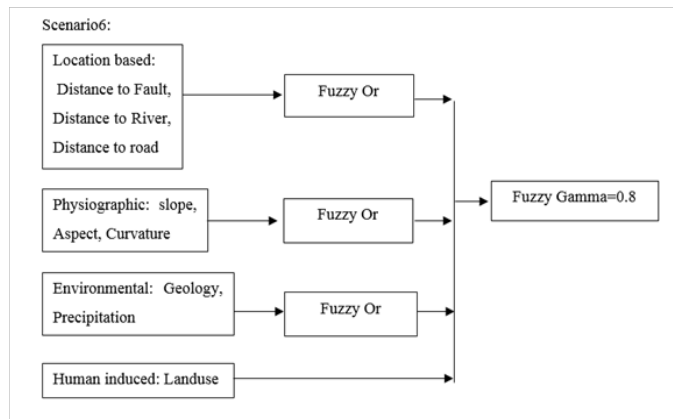 Scenario6:
Location based:
Distance to Fault,
Distance to River,
Distance to road
Fuzzy Or
Physiographic: slope,
Aspect, Curvature
Fuzzy Or
Fuzzy Gamma=0.8
Environmental: Geology,
Precipitation
Fuzzy Or
Human induced: Landuse